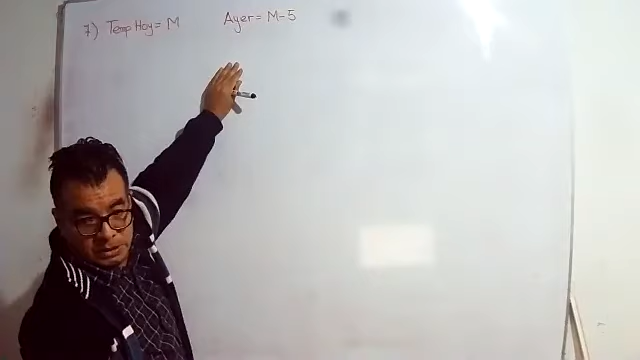 7) Temp Hoy = M Ayer = M-5